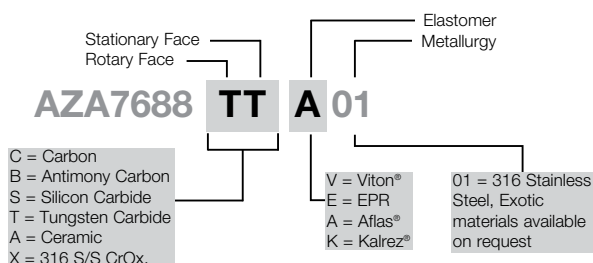 Elastomer
Stationary Face
Metallurgy
Rotary Face
AZA7688 TT A 01
C = Carbon
B = Antimony Carbon
S = Silicon Carbide
T = Tungsten Carbide
A = Ceramic
X = 316 S/S CrOx.
V = Viton®
E = EPR
A = Aflas®
K = Kalrez®
01 = 316 Stainless
Steel, Exotic
materials available
on request